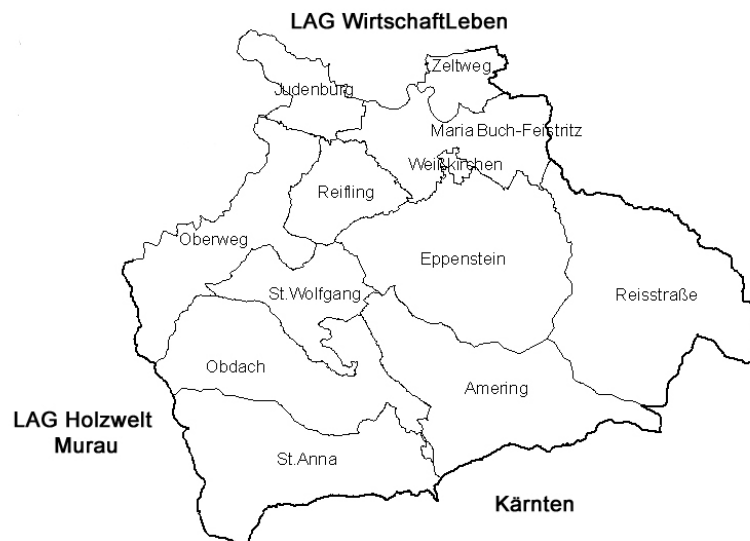 LAG WirtschaftLeben
Zeltweg
Judenburg
Maria Buch-Feistritz
Weißkirchen
Reifling
Oberweg
Eppenstein
St.Wolfgang
Reisstraße
Obdach
Amering
LAG Holzwelt
Murau
St.Anna
Kärnten